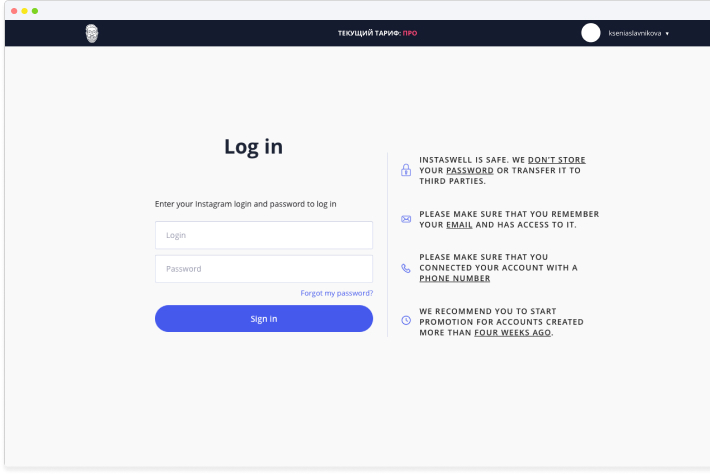 ТЕКУЩИЙ ТАРИФ: ПРО
kseniaslavnikova
Log in
Enter your Instagram login and password to log in
Login
Password
Forgot my password?
Sign in
INSTASWELL IS SAFE. WE DON'T STORE
YOUR PASSWORD OR TRANSFER IT TO
THIRD PARTIES.
PLEASE MAKE SURE THAT YOU REMEMBER
YOUR EMAIL AND HAS ACCESS TO IT.
PLEASE MAKE SURE THAT YOU
CONNECTED YOUR ACCOUNT WITH A
PHONE NUMBER
WE RECOMMEND YOU TO START
PROMOTION FOR ACCOUNTS CREATED
MORE THAN FOUR WEEKS AGO.